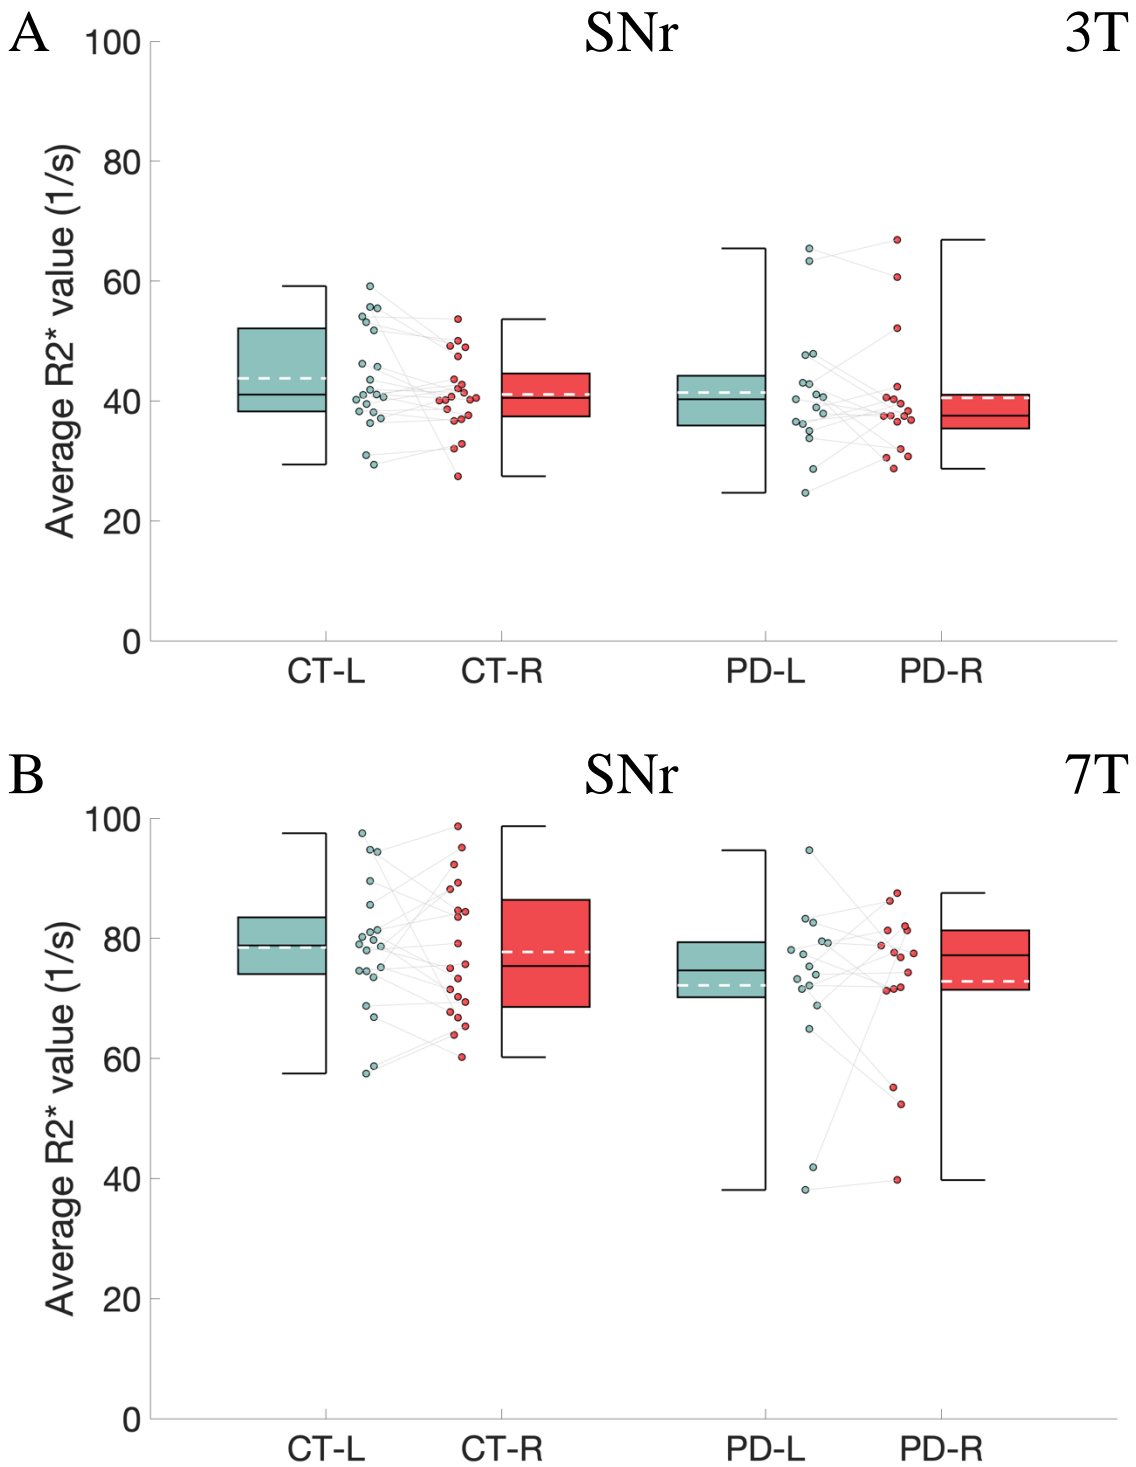 A SNr 3T
Average R2* value (1/s)
100
80
60
40
20
0
CT-L CT-R PD-L PD-R
B SNr 7T
Average R2* value (1/s)
100
80
60
40
20
0
CT-L CT-R PD-L PD-R